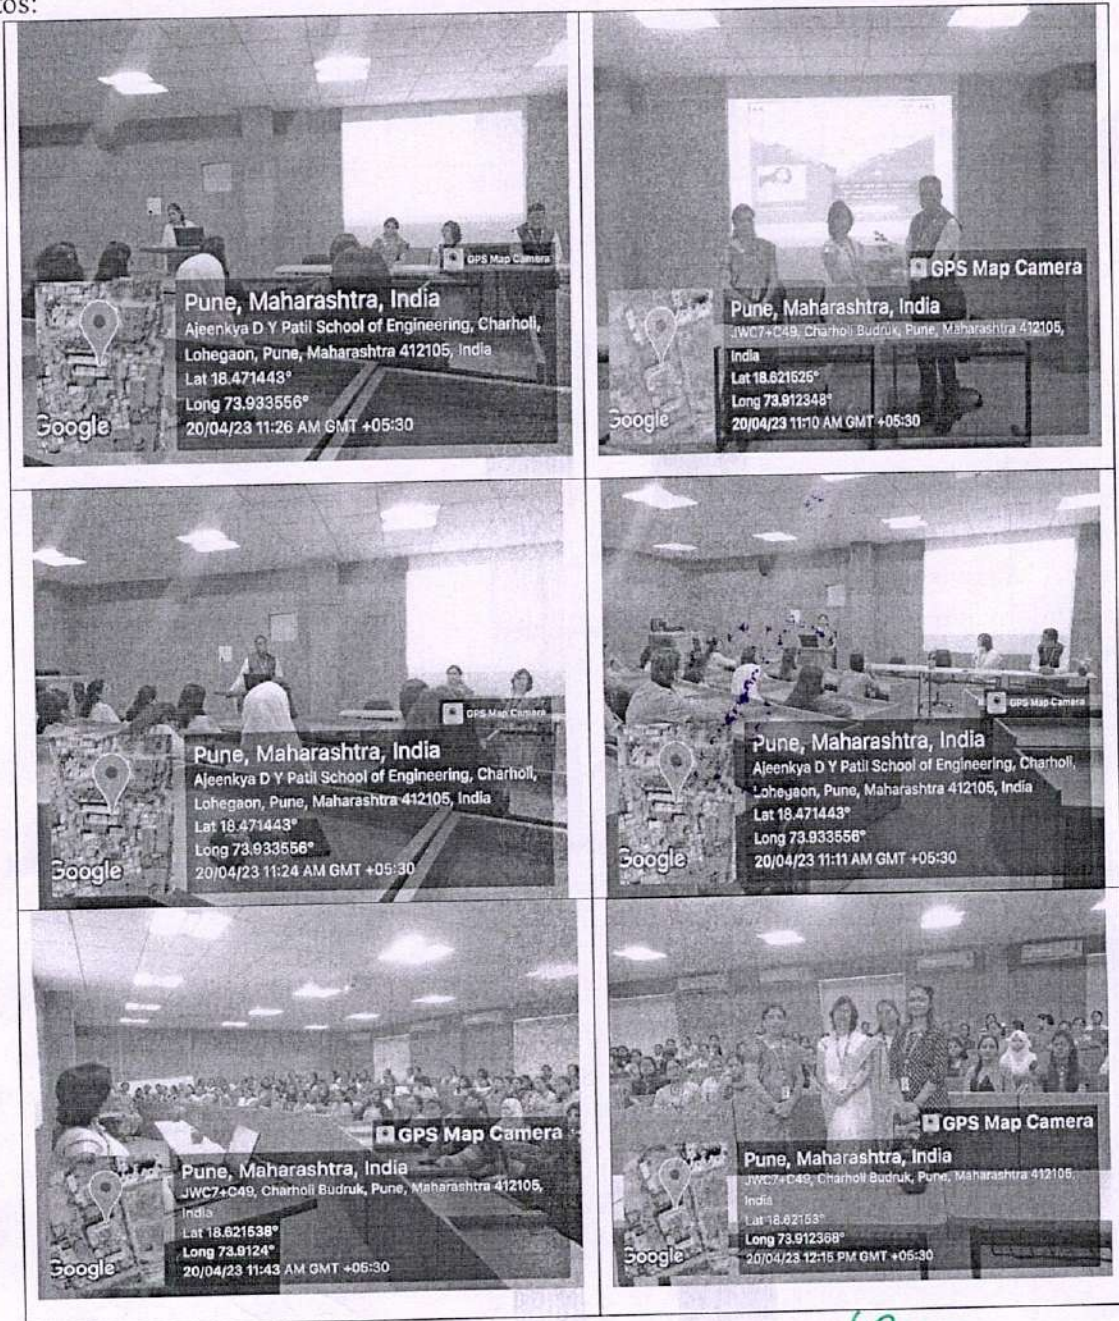 tos:
GPS Map Camera
Pune, Maharashtra, India
Ajeenkya D Y Patil School of Engineering, Charholi,
Lohegaon, Pune, Maharashtra 412105, India
Lat 18.471443°
Long 73.933556°
20/04/23 11:26 AM GMT +05:30
Google
GPS Map Camera
Pune, Maharashtra, India
JWC7+C49, Charholi Budruk, Pune, Maharashtra 412105,
India
Lat 18.621525°
Long 73.912348°
20/04/23 11:10 AM GMT +05:30
Google
GPS Map Camera
Pune, Maharashtra, India
Ajeenkya D Y Patil School of Engineering, Charholi,
Lohegaon, Pune, Maharashtra 412105, India
Lat 18.471443°
Long 73.933556°
20/04/23 11:24 AM GMT +05:30
Google
GPS Map Camera
Pune, Maharashtra, India
Ajeenkya D Y Patil School of Engineering, Charholi,
Lohegaon, Pune, Maharashtra 412105, India
Lat 18.471443°
Long 73.933556°
20/04/23 11:11 AM GMT +05:30
Google
GPS Map Camera
Pune, Maharashtra, India
JWC7+C49, Charholi Budruk, Pune, Maharashtra 412105,
India
Lat 18.621538°
Long 73.9124°
20/04/23 11:43 AM GMT +05:30
Google
GPS Map Camera
Pune, Maharashtra, India
JWC7+C49, Charholi Budruk, Pune, Maharashtra 412105,
India
Lat 18.62153°
Long 73.912368°
20/04/23 12:15 PM GMT +05:30
Google